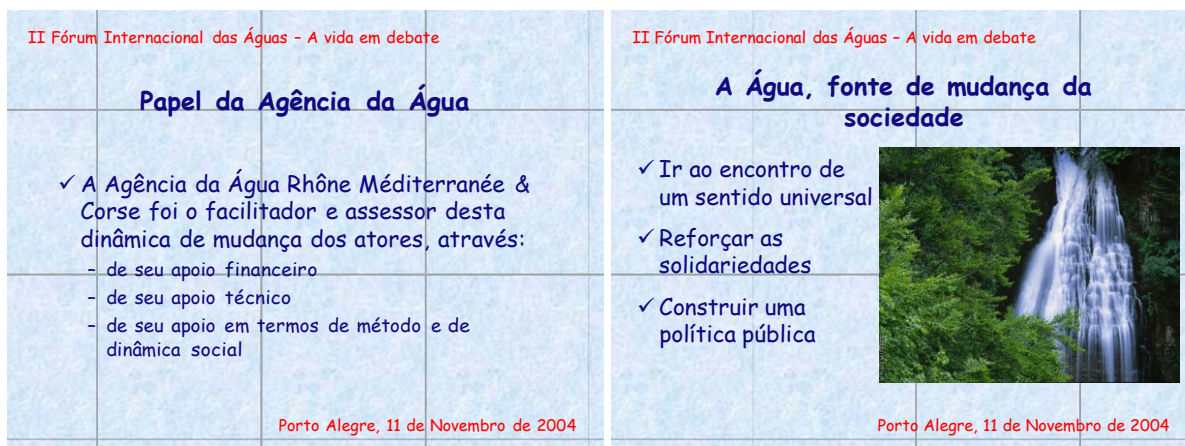 II Fórum Internacional das Águas – A vida em debate
Papel da Agência da Água
✓ A Agência da Água Rhône Méditerranée &
Corse foi o facilitador e assessor desta
dinâmica de mudança dos atores, através:
– de seu apoio financeiro
– de seu apoio técnico
– de seu apoio em termos de método e de
dinâmica social
Porto Alegre, 11 de Novembro de 2004
II Fórum Internacional das Águas – A vida em debate
A Água, fonte de mudança da
sociedade
✓ Ir ao encontro de
um sentido universal
✓ Reforçar as
solidariedades
✓ Construir uma
política pública
Porto Alegre, 11 de Novembro de 2004